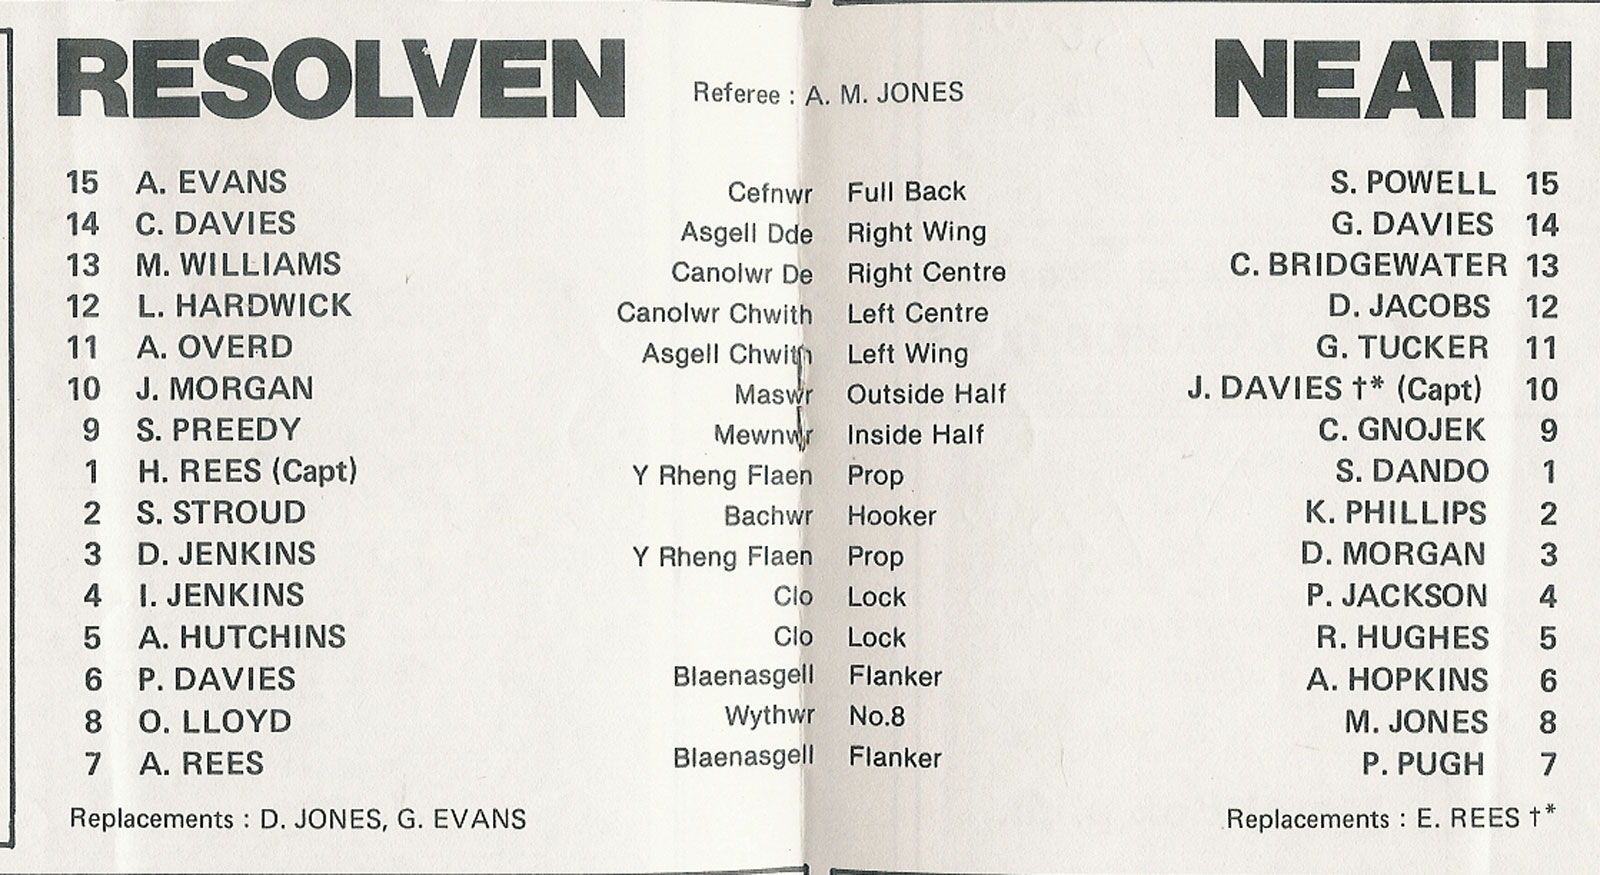 RESOLVEN Referee : A. M. JONES NEATH
15 A. EVANS Cefnwr Full Back S. POWELL 15
14 C. DAVIES Asgell Dde Right Wing G. DAVIES 14
13 M. WILLIAMS Canolwr De Right Centre C. BRIDGEWATER 13
12 L. HARDWICK Canolwr Chwith Left Centre D. JACOBS 12
11 A. OVERD Asgell Chwith Left Wing G. TUCKER 11
10 J. MORGAN Maswr Outside Half J. DAVIES †* (Capt) 10
9 S. PREEDY Mewnwr Inside Half C. GNOJEK 9
1 H. REES (Capt) Y Rheng Flaen Prop S. DANDO 1
2 S. STROUD Bachwr Hooker K. PHILLIPS 2
3 D. JENKINS Y Rheng Flaen Prop D. MORGAN 3
4 I. JENKINS Clo Lock P. JACKSON 4
5 A. HUTCHINS Clo Lock R. HUGHES 5
6 P. DAVIES Blaenasgell Flanker A. HOPKINS 6
8 O. LLOYD Wythwr No.8 M. JONES 8
7 A. REES Blaenasgell Flanker P. PUGH 7
Replacements : D. JONES, G. EVANS Replacements : E. REES †*